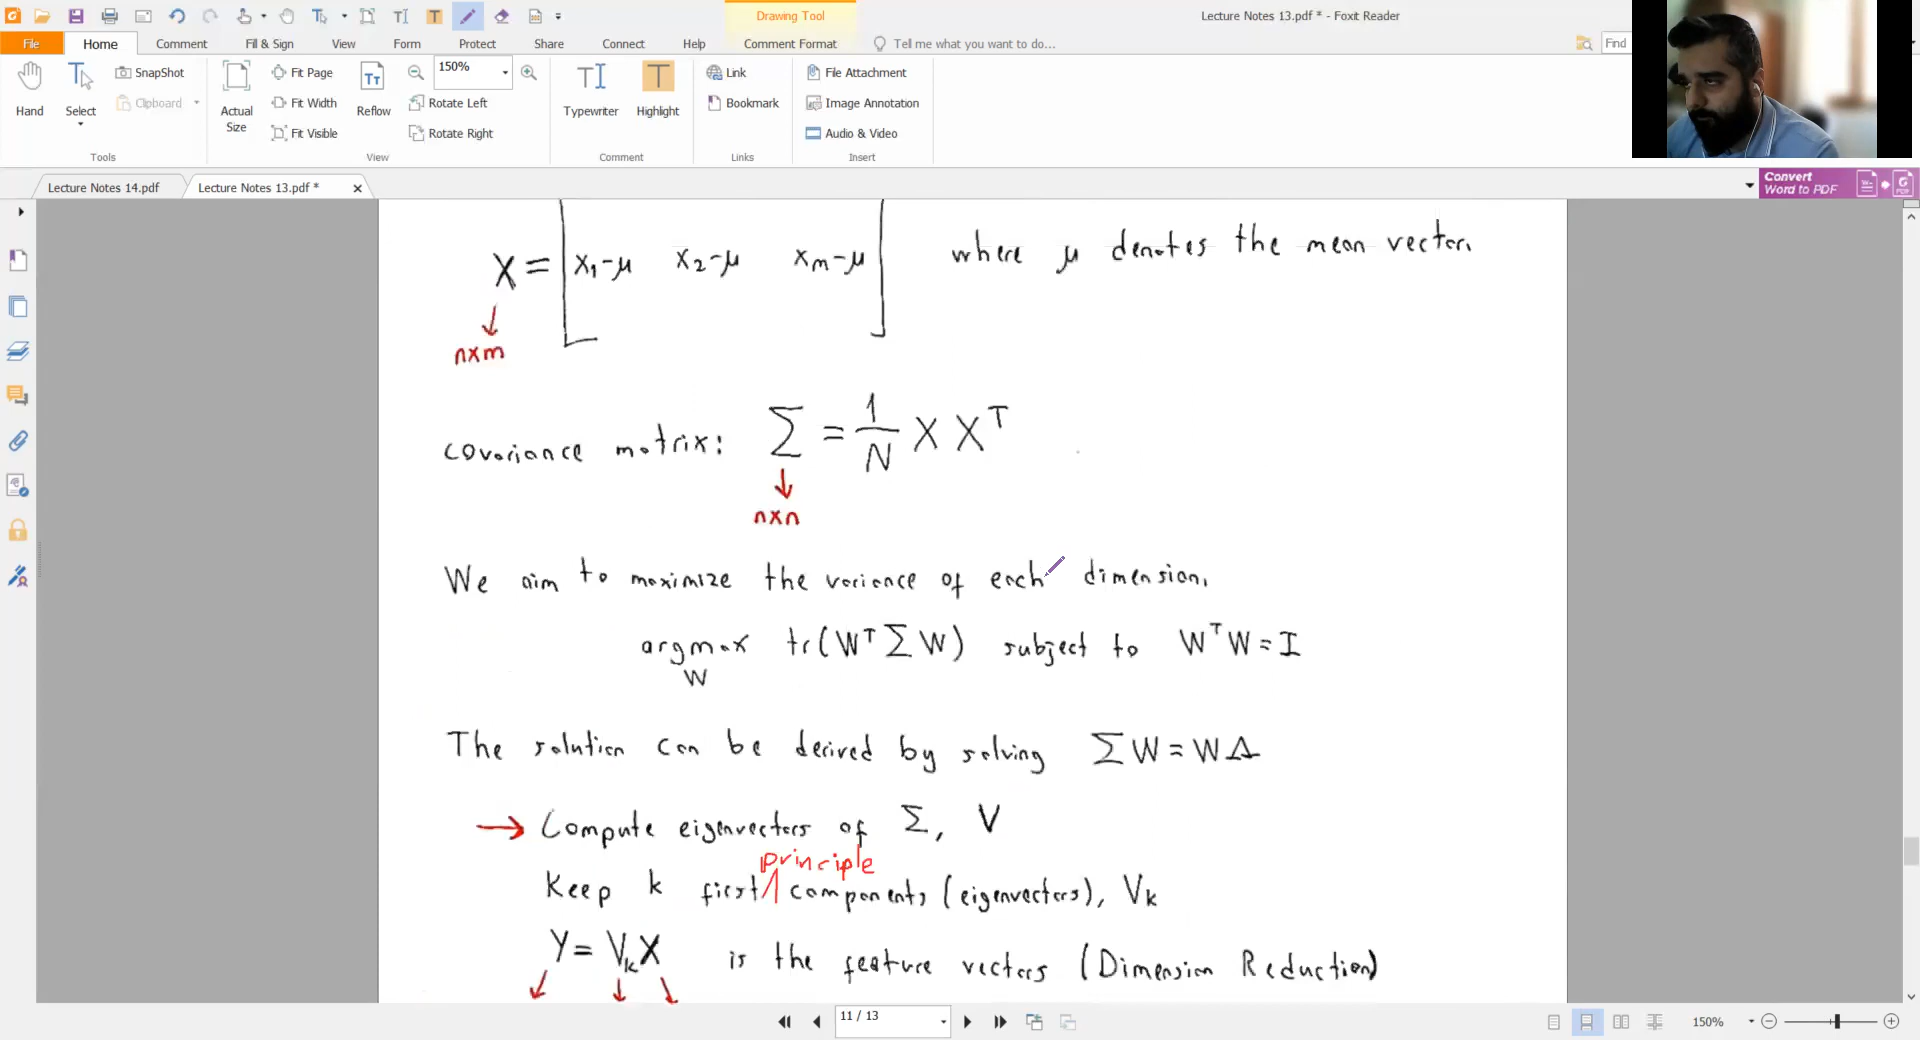 Drawing Tool
Lecture Notes 13.pdf * - Foxit Reader
File Home Comment Fill & Sign View Form Protect Share Connect Help Comment Format Tell me what you want to do... Find
Hand
Select
SnapShot
Clipboard
Tools
Actual Size
Fit Page
Fit Width
Fit Visible
Reflow
150%
Rotate Left
Rotate Right
View
Typewriter
Highlight
Comment
Link
Bookmark
Links
File Attachment
Image Annotation
Audio & Video
Insert
Lecture Notes 14.pdf Lecture Notes 13.pdf *
Convert
Word to PDF
X = [x₁-μ x₂-μ xₘ-μ] where μ denotes the mean vector.
nxm
covariance matrix: Σ = 1/N X Xᵀ
nxn
We aim to maximize the variance of each dimension.
argmax tr(Wᵀ Σ W) subject to WᵀW = I
W
The solution can be derived by solving ΣW = WΛ
→ Compute eigenvectors of Σ, V
principle
Keep k first components (eigenvectors), Vₖ
Y = VₖX is the feature vectors (Dimension Reduction)
11 / 13
150%